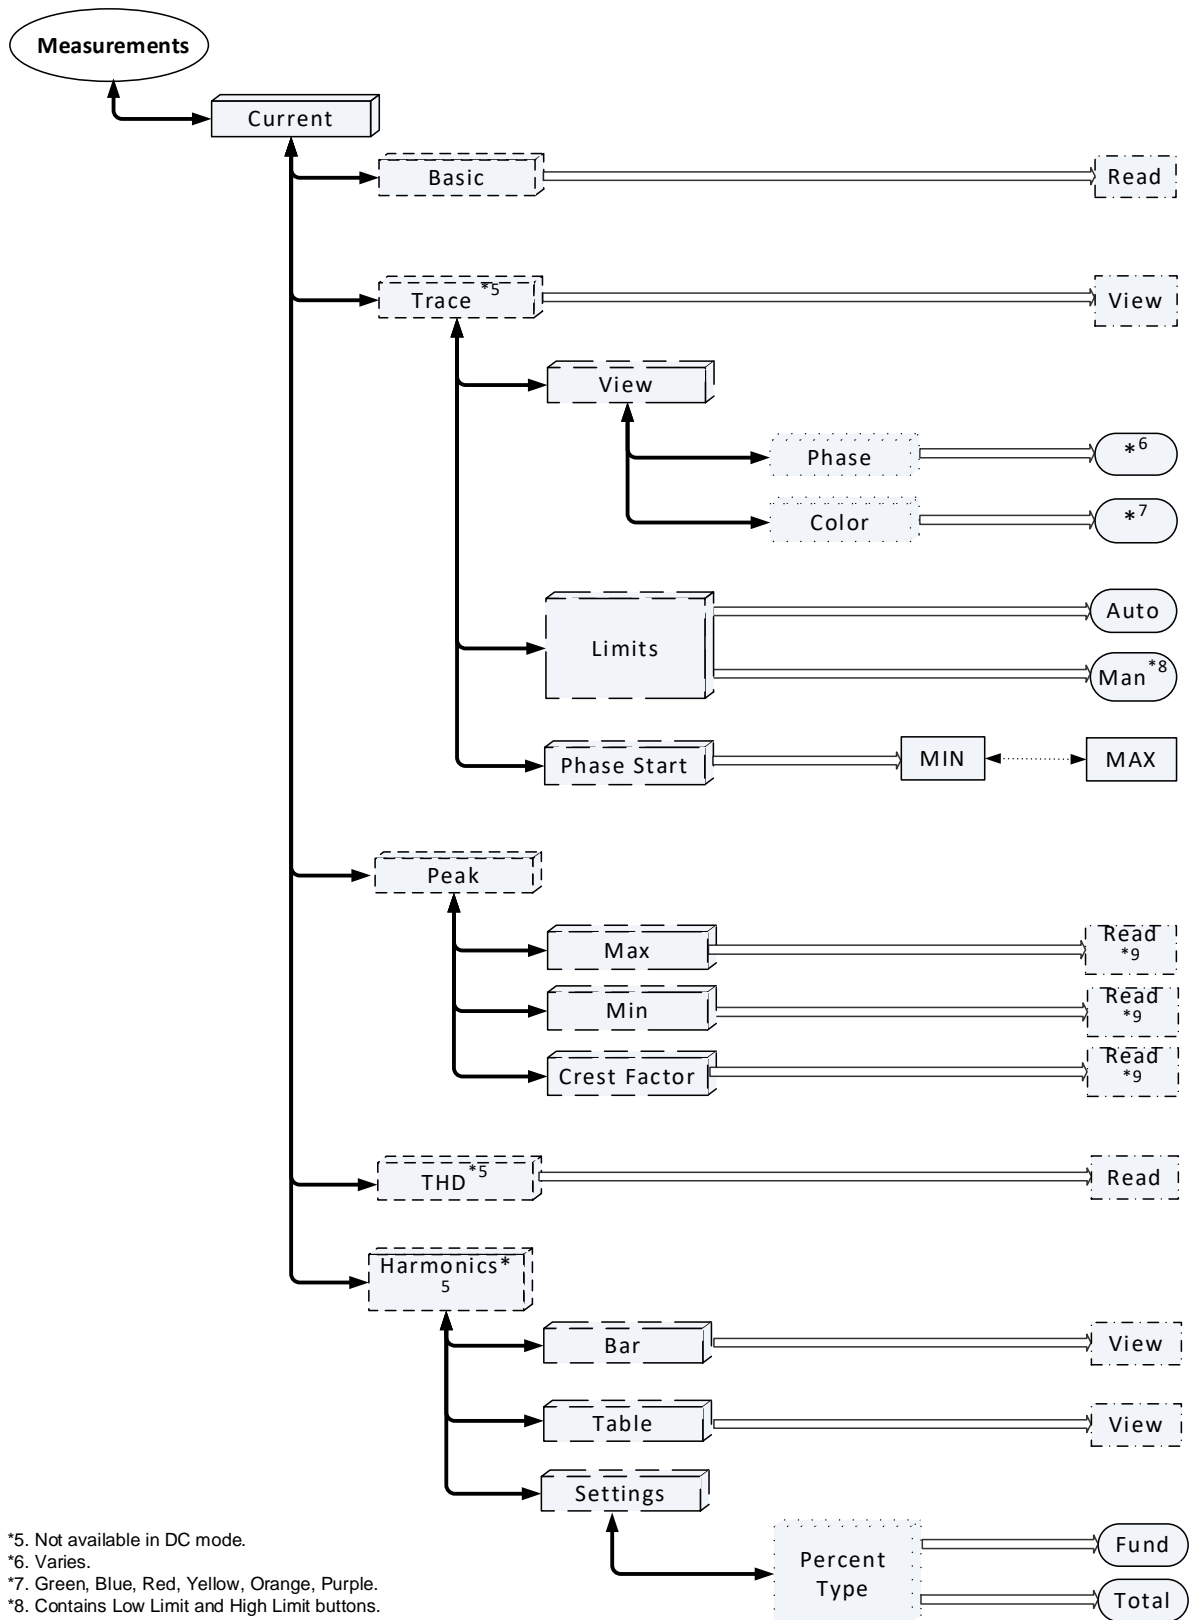 Measurements
Current
Basic
Read
Trace *5
View
View
Phase
*6
Color
*7
Limits
Auto
Man*8
Phase Start
MIN
MAX
Peak
Max
Read
*9
Min
Read
*9
Crest Factor
Read
*9
THD*5
Read
Harmonics*
5
Bar
View
Table
View
Settings
Percent
Type
Fund
Total
*5. Not available in DC mode.
*6. Varies.
*7. Green, Blue, Red, Yellow, Orange, Purple.
*8. Contains Low Limit and High Limit buttons.